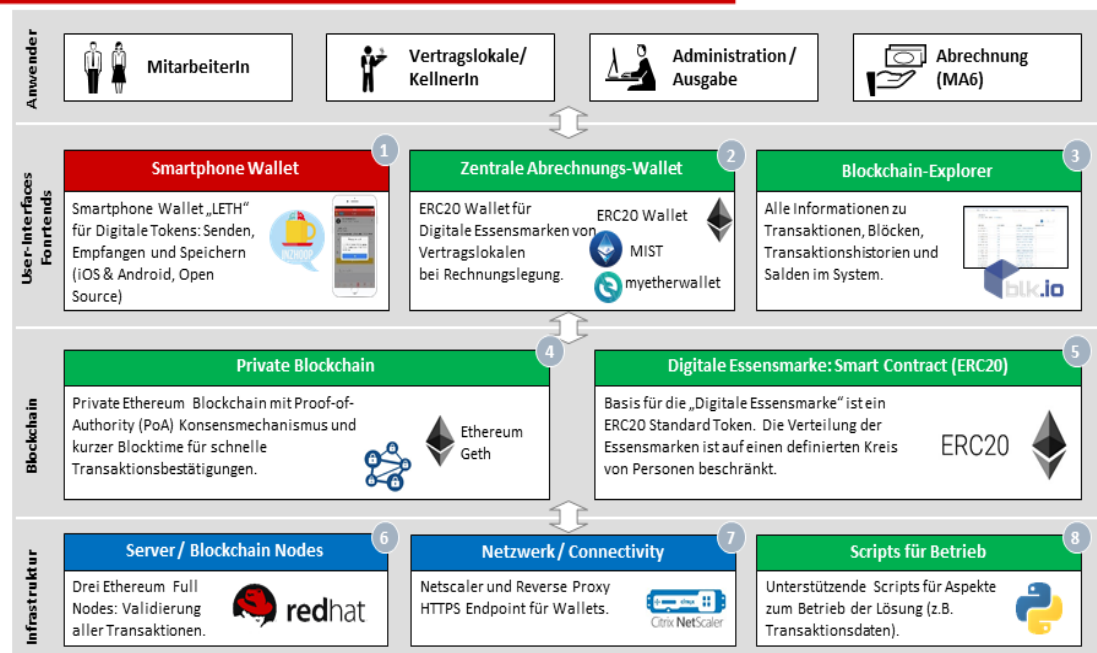 Anwender
MitarbeiterIn
Vertragslokale/
KellnerIn
Administration /
Ausgabe
Abrechnung
(MA6)
User-Interfaces
Fonrtends
1
Smartphone Wallet
Smartphone Wallet „LETH“
für Digitale Tokens: Senden,
Empfangen und Speichern
(iOS & Android, Open
Source)
INZHOOP
2
Zentrale Abrechnungs-Wallet
ERC20 Wallet für
Digitale Essensmarken von
Vertragslokalen
bei Rechnungslegung.
ERC20 Wallet
MIST
myetherwallet
3
Blockchain-Explorer
Alle Informationen zu
Transaktionen, Blöcken,
Transaktionshistorien und
Salden im System.
blk.io
Blockchain
4
Private Blockchain
Private Ethereum Blockchain mit Proof-of-
Authority (PoA) Konsensmechanismus und
kurzer Blocktime für schnelle
Transaktionsbestätigungen.
Ethereum
Geth
5
Digitale Essensmarke: Smart Contract (ERC20)
Basis für die „Digitale Essensmarke“ ist ein
ERC20 Standard Token. Die Verteilung der
Essensmarken ist auf einen definierten Kreis
von Personen beschränkt.
ERC20
Infrastruktur
6
Server / Blockchain Nodes
Drei Ethereum Full
Nodes: Validierung
aller Transaktionen.
redhat
7
Netzwerk / Connectivity
Netscaler und Reverse Proxy
HTTPS Endpoint für Wallets.
citrix
Citrix NetScaler
8
Scripts für Betrieb
Unterstützende Scripts für Aspekte
zum Betrieb der Lösung (z.B.
Transaktionsdaten).